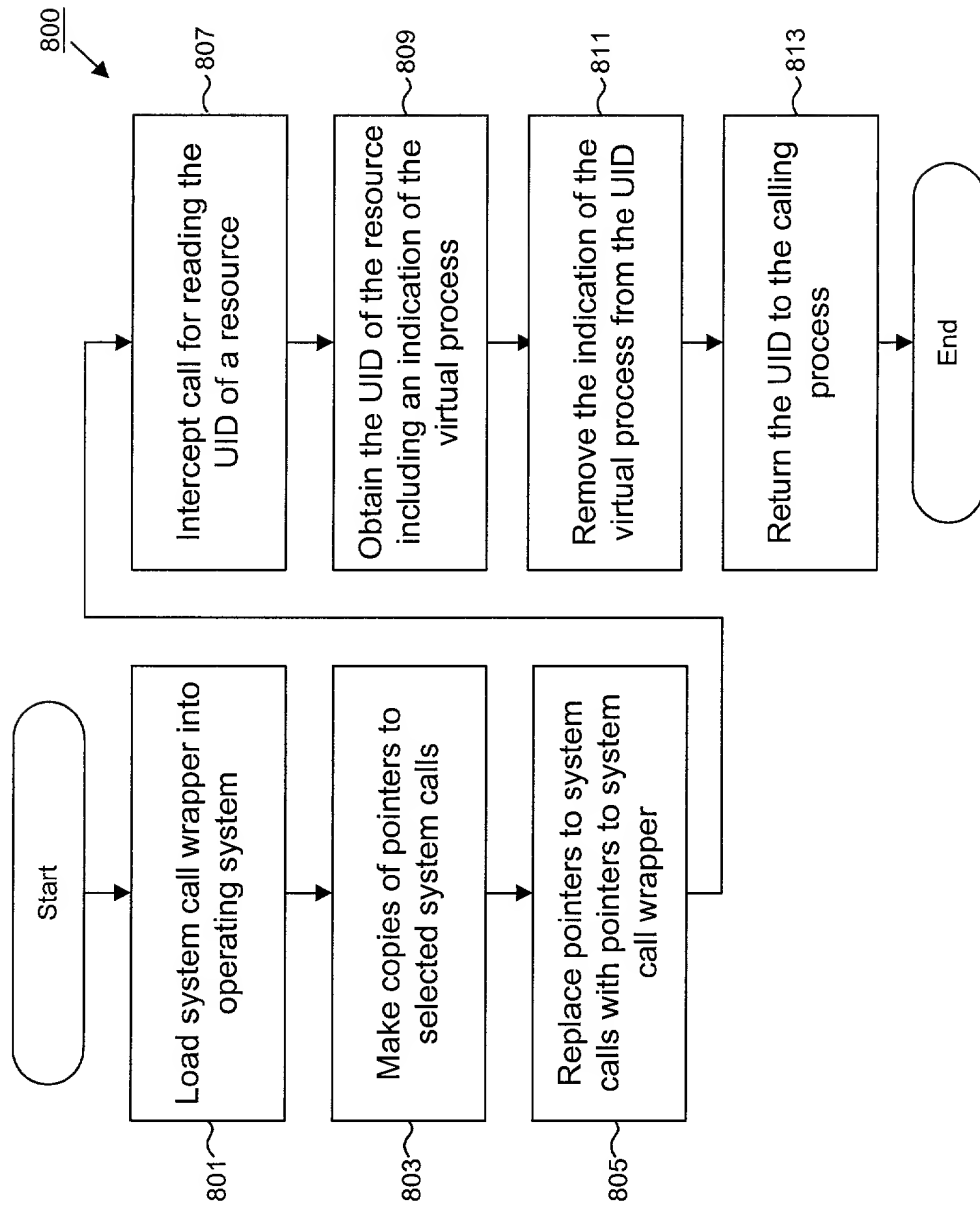 800
Start
Load system call wrapper into
operating system
801
Make copies of pointers to
selected system calls
803
Replace pointers to system
calls with pointers to system
call wrapper
805
Intercept call for reading the
UID of a resource
807
Obtain the UID of the resource
including an indication of the
virtual process
809
Remove the indication of the
virtual process from the UID
811
Return the UID to the calling
process
813
End